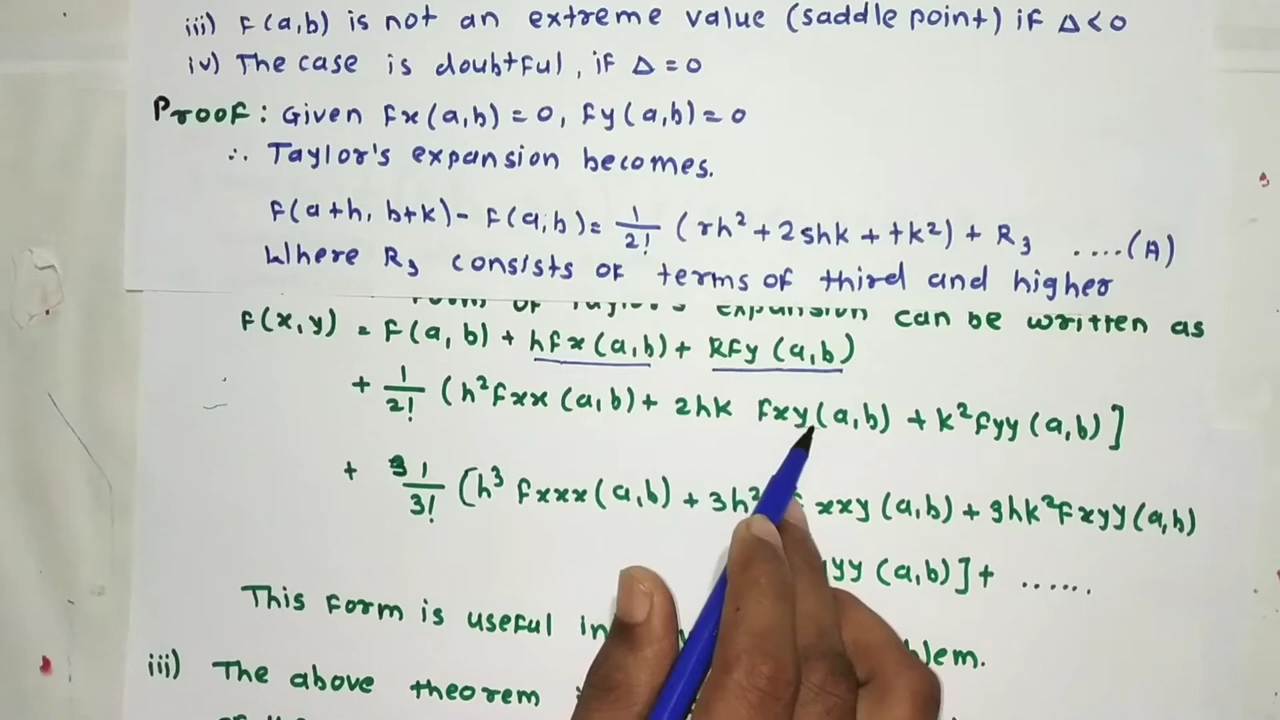 iii) F(a,b) is not an extreme value (saddle point) if Δ<0
iv) The case is doubtful, if Δ=0
Proof: Given Fx(a,b)=0, Fy(a,b)=0
∴ Taylor's expansion becomes.
F(a+h, b+k)-F(a,b)= 1/2! (rh²+2shk+tk²)+R₃ ....(A)
Where R₃ consists of terms of third and higher
expansion can be written as
F(x,y) = F(a,b)+hfx(a,b)+kFy(a,b)
+ 1/2! (h²Fxx(a,b)+2hk Fxy(a,b)+k²Fyy(a,b)]
+ 1/3! (h³Fxxx(a,b)+3h² xxy(a,b)+3hk²Fxyy(a,b)
yy(a,b)]+ ......
This form is useful in
iii) The above theorem